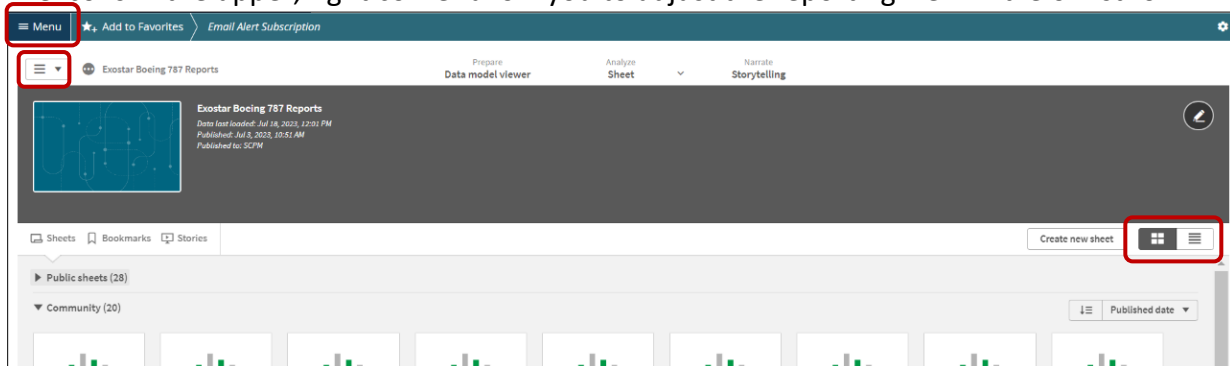 Menu Add to Favorites Email Alert Subscription
Exostar Boeing 787 Reports
Prepare
Data model viewer
Analyze
Sheet
Narrate
Storytelling
Exostar Boeing 787 Reports
Data last loaded: Jul 18, 2023, 12:01 PM
Published: Jul 3, 2023, 10:51 AM
Published to: SCPM
Sheets Bookmarks Stories
Create new sheet
Public sheets (28)
Community (20)
Published date